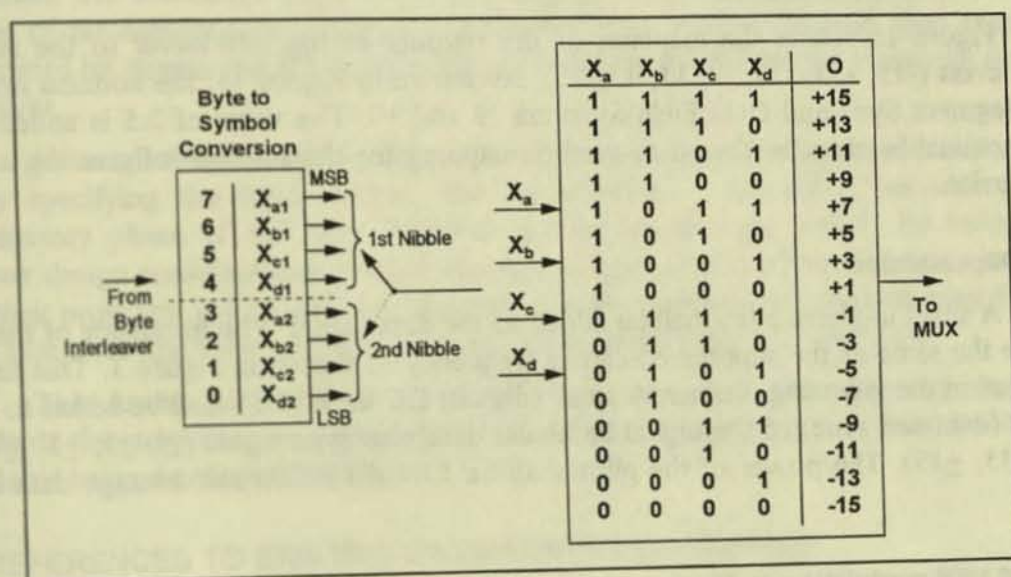 Byte to
Symbol
Conversion
7 Xa1 MSB
6 Xb1
5 Xc1 1st Nibble
4 Xd1
3 Xa2
2 Xb2
1 Xc2 2nd Nibble
0 Xd2
LSB
From
Byte
Interleaver
Xa
Xb
Xc
Xd
Xa Xb Xc Xd O
1 1 1 1 +15
1 1 1 0 +13
1 1 0 1 +11
1 1 0 0 +9
1 0 1 1 +7
1 0 1 0 +5
1 0 0 1 +3
1 0 0 0 +1
0 1 1 1 -1
0 1 1 0 -3
0 1 0 1 -5
0 1 0 0 -7
0 0 1 1 -9
0 0 1 0 -11
0 0 0 1 -13
0 0 0 0 -15
To
MUX